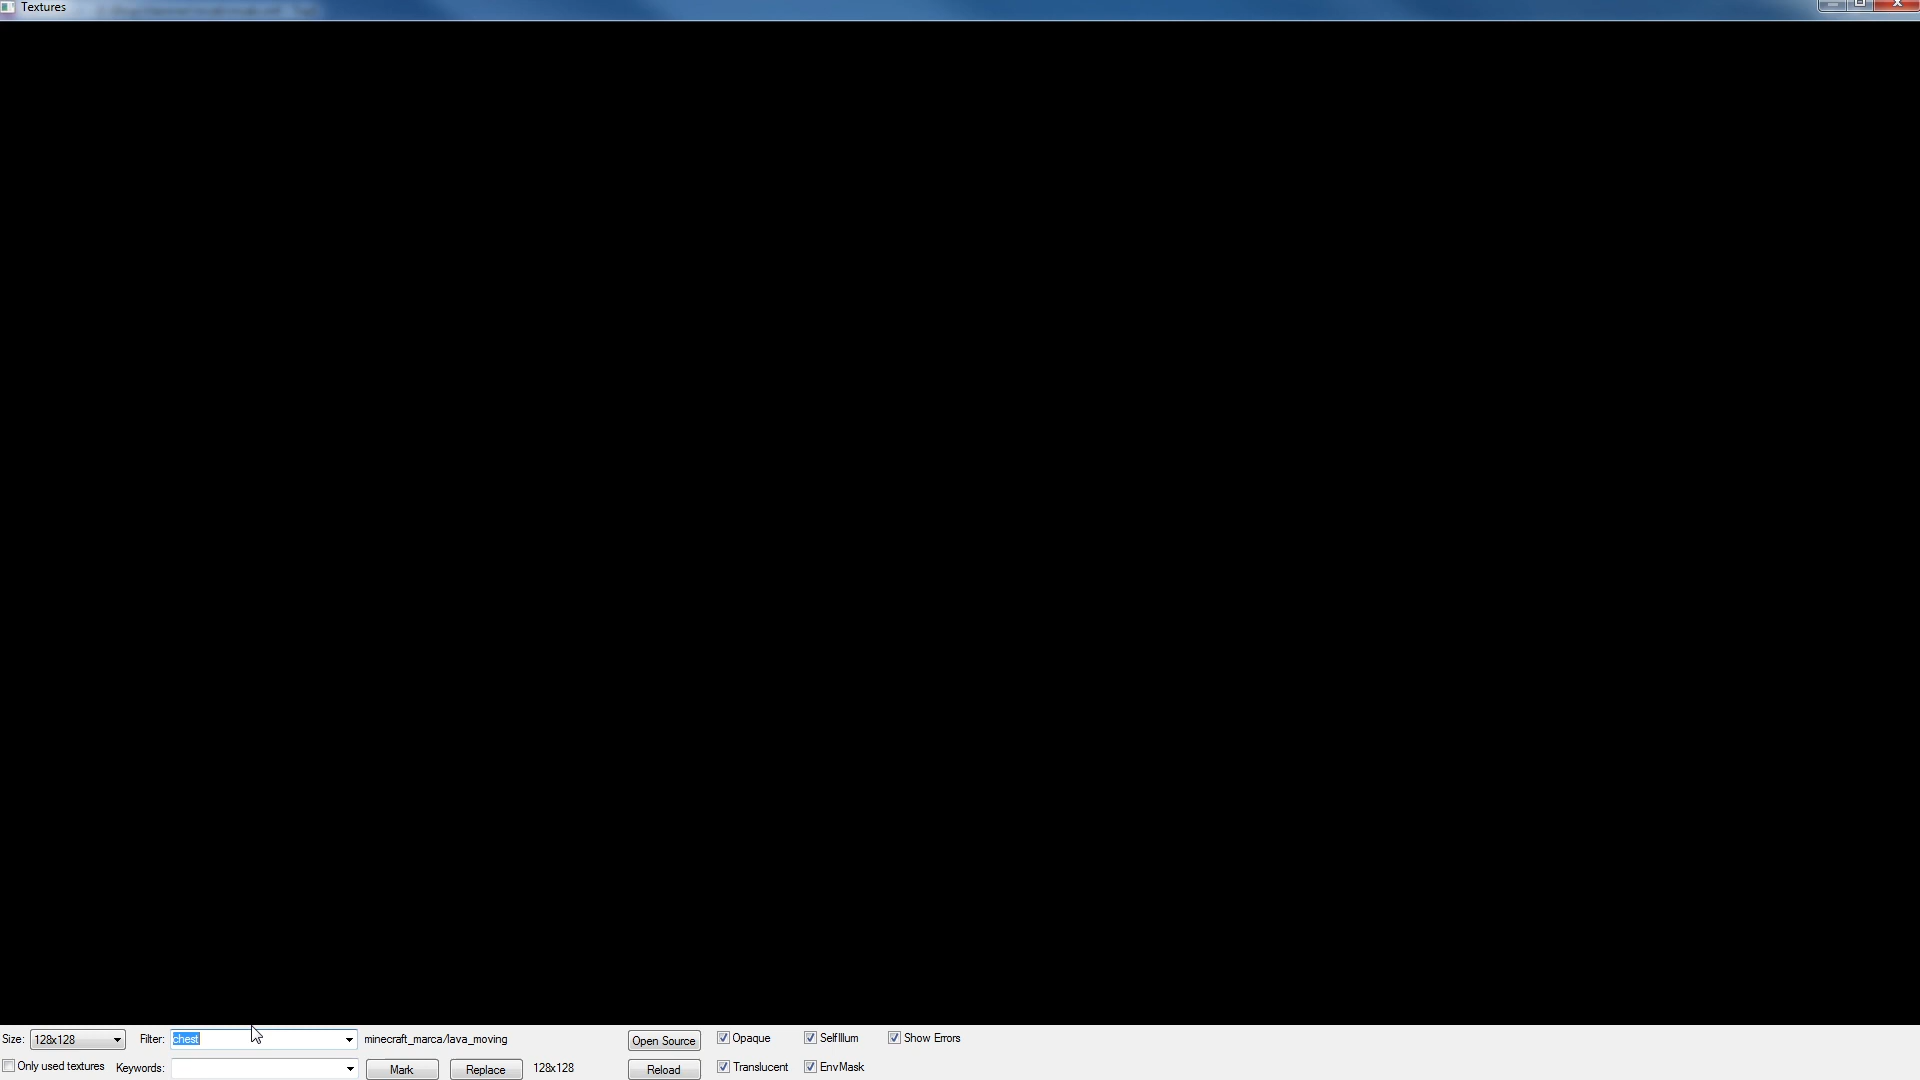 Textures
Size: 128x128 Filter: chest minecraft_marca/lava_moving Open Source Opaque SelfIllum Show Errors
Only used textures Keywords: Mark Replace 128x128 Reload Translucent EnvMask